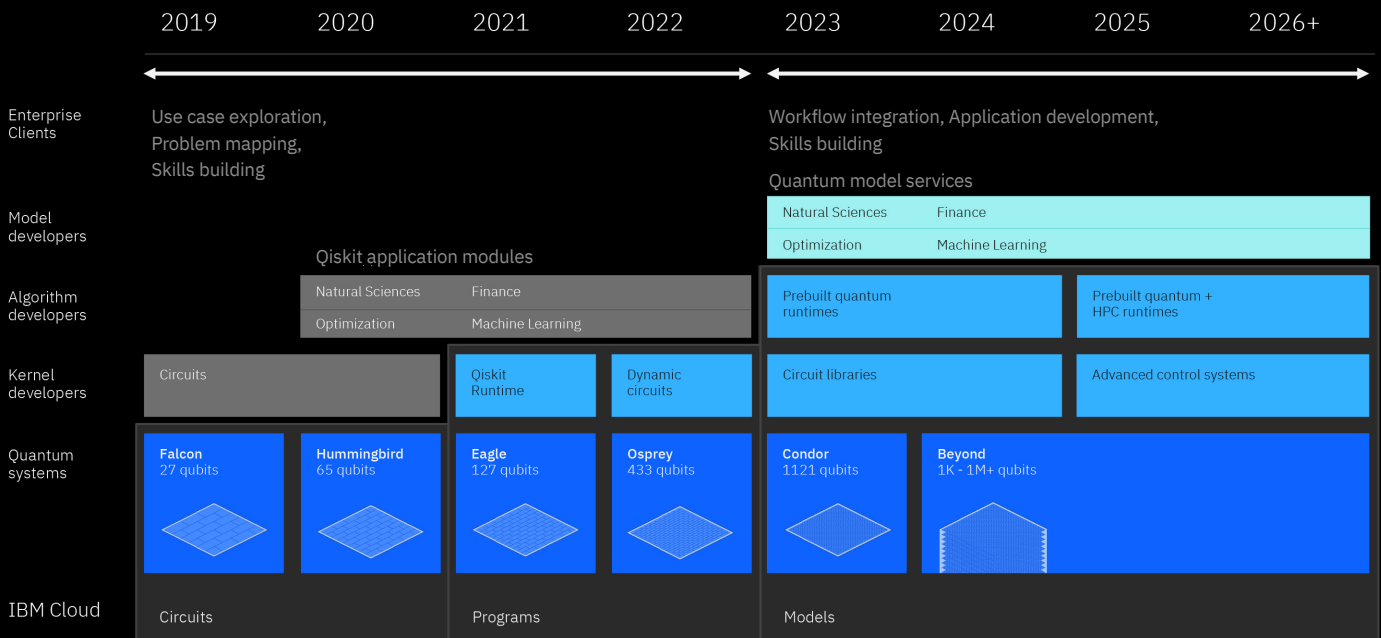 2019 2020 2021 2022 2023 2024 2025 2026+
Enterprise
Clients
Use case exploration,
Problem mapping,
Skills building
Workflow integration, Application development,
Skills building
Model
developers
Quantum model services
Natural Sciences Finance
Optimization Machine Learning
Algorithm
developers
Qiskit application modules
Natural Sciences Finance
Optimization Machine Learning
Prebuilt quantum
runtimes
Prebuilt quantum +
HPC runtimes
Kernel
developers
Circuits
Qiskit
Runtime
Dynamic
circuits
Circuit libraries
Advanced control systems
Quantum
systems
Falcon
27 qubits
Hummingbird
65 qubits
Eagle
127 qubits
Osprey
433 qubits
Condor
1121 qubits
Beyond
1K - 1M+ qubits
IBM Cloud
Circuits
Programs
Models